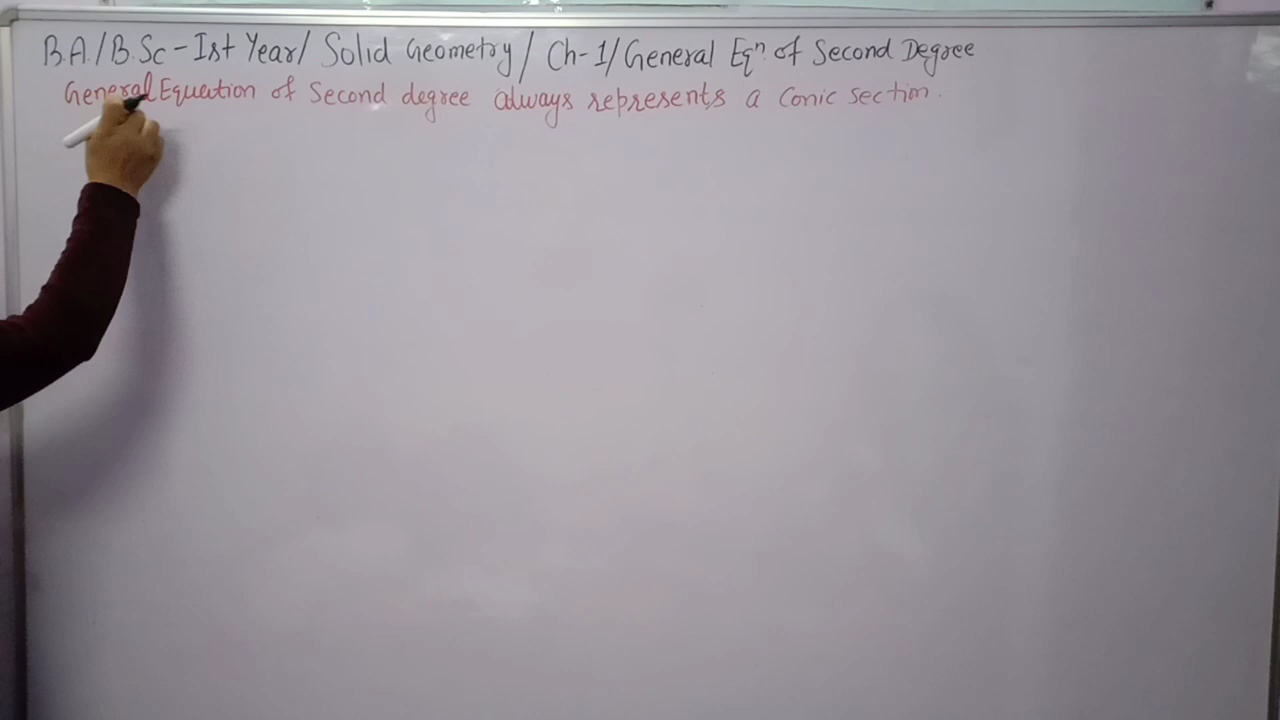 B.A./B.Sc - Ist Year/ Solid Geometry / Ch-1/ General Eqⁿ. of Second Degree
General Equation of Second degree always represents a Conic section.